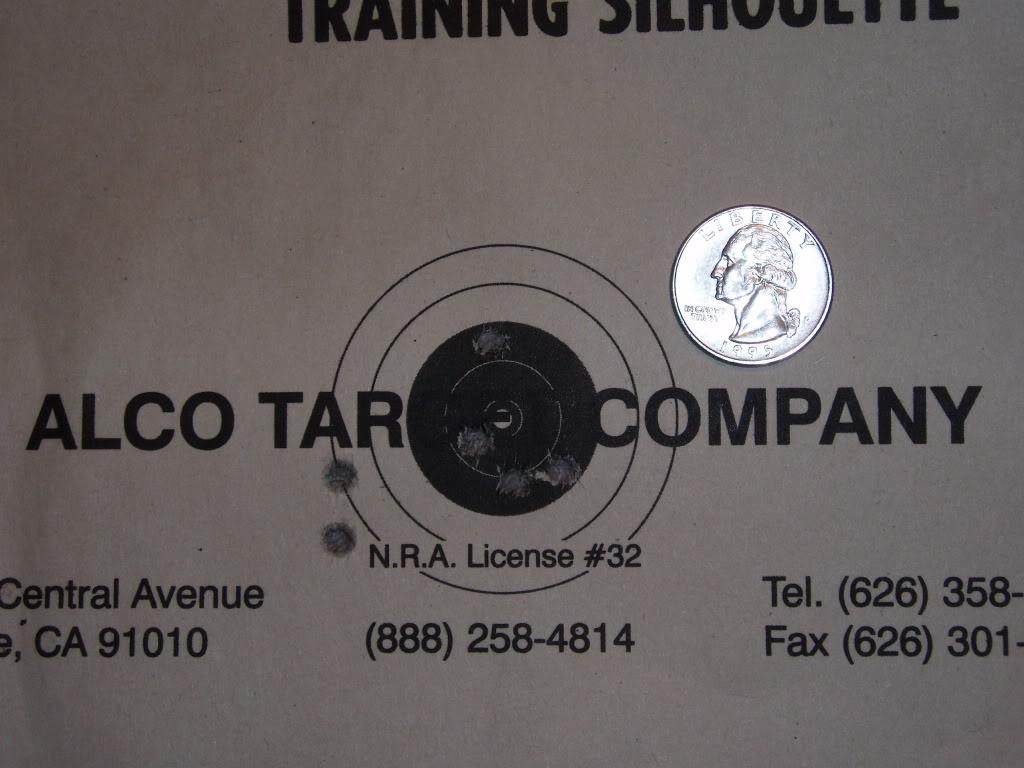 TRAINING SILHOUETTE
LIBERTY
IN GOD WE
TRUST
1995
ALCO TAR COMPANY
N.R.A. License #32
Central Avenue
e, CA 91010
(888) 258-4814
Tel. (626) 358-
Fax (626) 301-